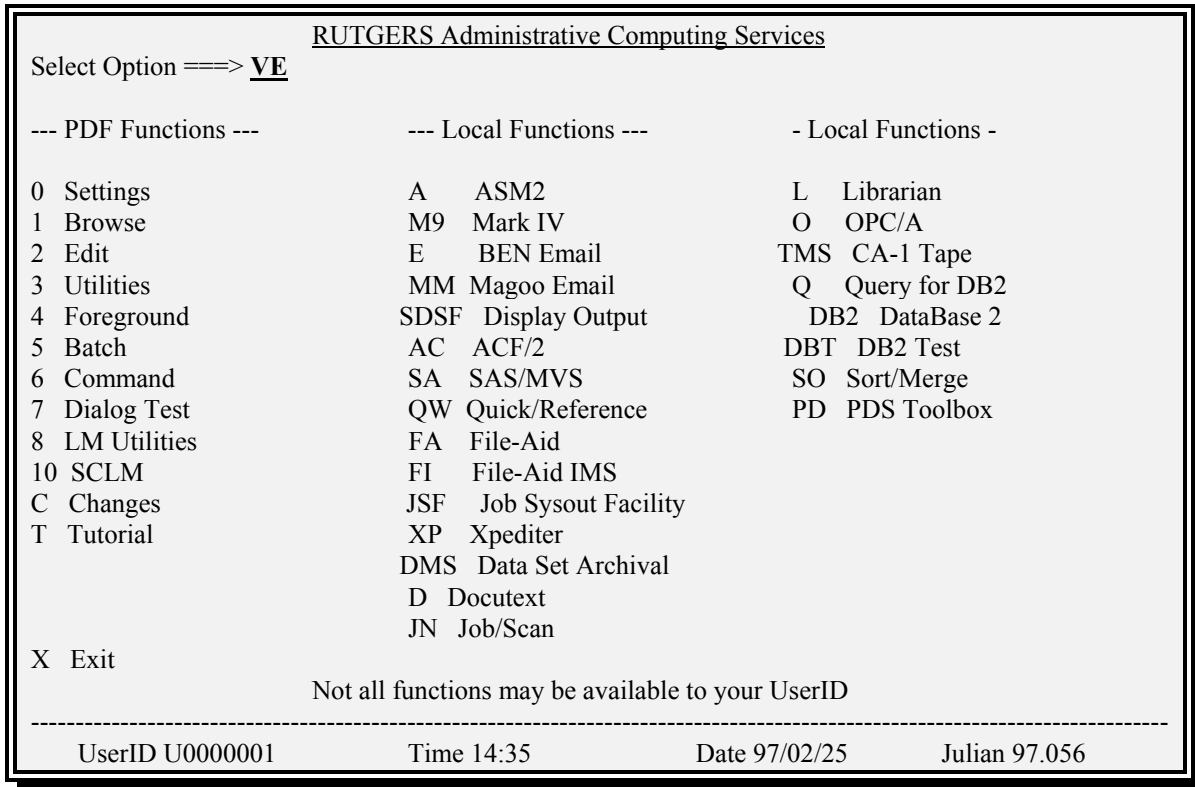 RUTGERS Administrative Computing Services
Select Option ===> VE
--- PDF Functions --- --- Local Functions --- - Local Functions -
0 Settings A ASM2 L Librarian
1 Browse M9 Mark IV O OPC/A
2 Edit E BEN Email TMS CA-1 Tape
3 Utilities MM Magoo Email Q Query for DB2
4 Foreground SDSF Display Output DB2 DataBase 2
5 Batch AC ACF/2 DBT DB2 Test
6 Command SA SAS/MVS SO Sort/Merge
7 Dialog Test QW Quick/Reference PD PDS Toolbox
8 LM Utilities FA File-Aid
10 SCLM FI File-Aid IMS
C Changes JSF Job Sysout Facility
T Tutorial XP Xpediter
DMS Data Set Archival
D Docutext
JN Job/Scan
X Exit
Not all functions may be available to your UserID
--------------------------------------------------------------------------------------------------------------------------------
UserID U0000001 Time 14:35 Date 97/02/25 Julian 97.056